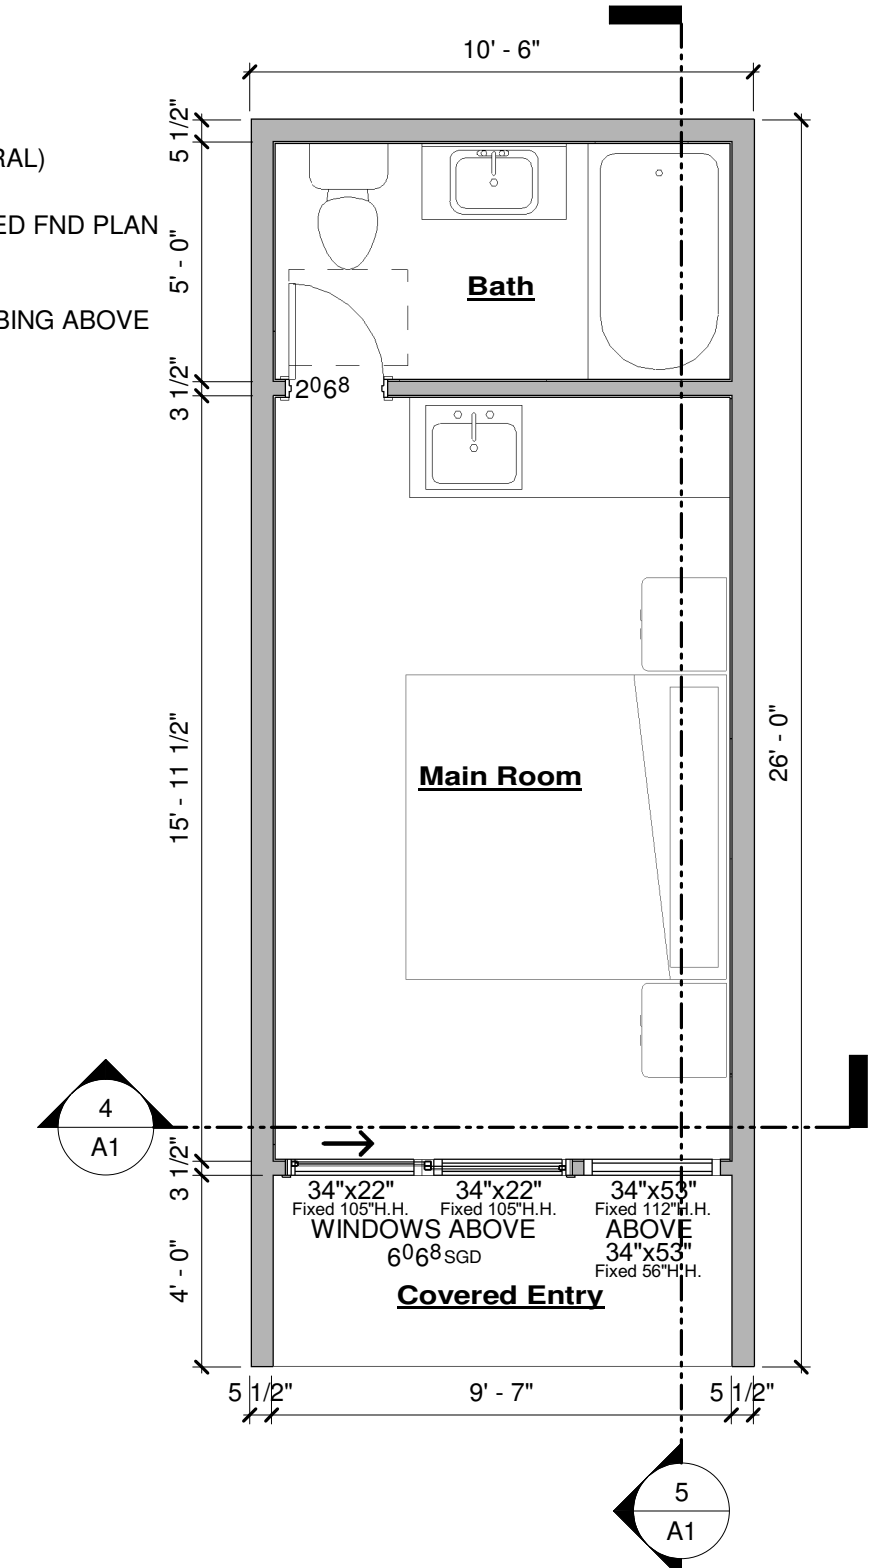 10' - 6"
5 1/2"
RAL)
ED FND PLAN
5' - 0"
Bath
BING ABOVE
2068
3 1/2"
15' - 11 1/2"
26' - 0"
Main Room
4
A1
3 1/2"
34"x22" 34"x22" 34"x53"
Fixed 105"H.H. Fixed 105"H.H. Fixed 112"H.H.
WINDOWS ABOVE ABOVE
6068 SGD 34"x53"
Fixed 56"H.H.
4' - 0"
Covered Entry
5 1/2" 9' - 7" 5 1/2"
5
A1